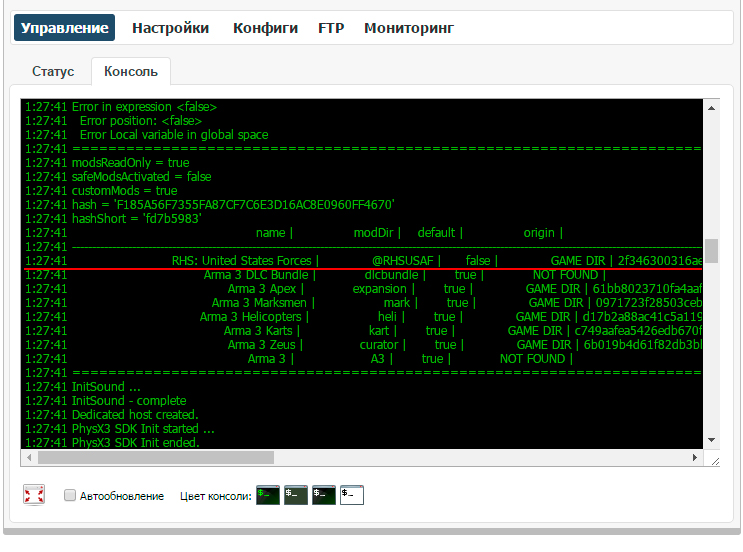 Управление Настройки Конфиги FTP Мониторинг
Статус Консоль
1:27:41 Error in expression <false>
1:27:41 Error position: <false>
1:27:41 Error Local variable in global space
1:27:41 ==========================================================================
1:27:41 modsReadOnly = true
1:27:41 safeModsActivated = false
1:27:41 customMods = true
1:27:41 hash = 'F185A56F7355FA87CF7C6E3D16AC8E0960FF4670'
1:27:41 hashShort = 'fd7b5983'
1:27:41 name | modDir | default | origin |
1:27:41 ----------------------------------------------------------------------------------------------------
1:27:41 RHS: United States Forces | @RHSUSAF | false | GAME DIR | 2f346300316ae
1:27:41 Arma 3 DLC Bundle | dlcbundle | true | NOT FOUND |
1:27:41 Arma 3 Apex | expansion | true | GAME DIR | 61bb8023710fa4aaf
1:27:41 Arma 3 Marksmen | mark | true | GAME DIR | 0971723f28503ceb
1:27:41 Arma 3 Helicopters | heli | true | GAME DIR | d17b2a88ac41c5a119
1:27:41 Arma 3 Karts | kart | true | GAME DIR | c749aafea5426edb670f
1:27:41 Arma 3 Zeus | curator | true | GAME DIR | 6b019b4d61f82db3bl
1:27:41 Arma 3 | A3 | true | NOT FOUND |
1:27:41 ==========================================================================
1:27:41 InitSound ...
1:27:41 InitSound - complete
1:27:41 Dedicated host created.
1:27:41 PhysX3 SDK Init started ...
1:27:41 PhysX3 SDK Init ended.
Автообновление Цвет консоли: $_ $_ $_ $_